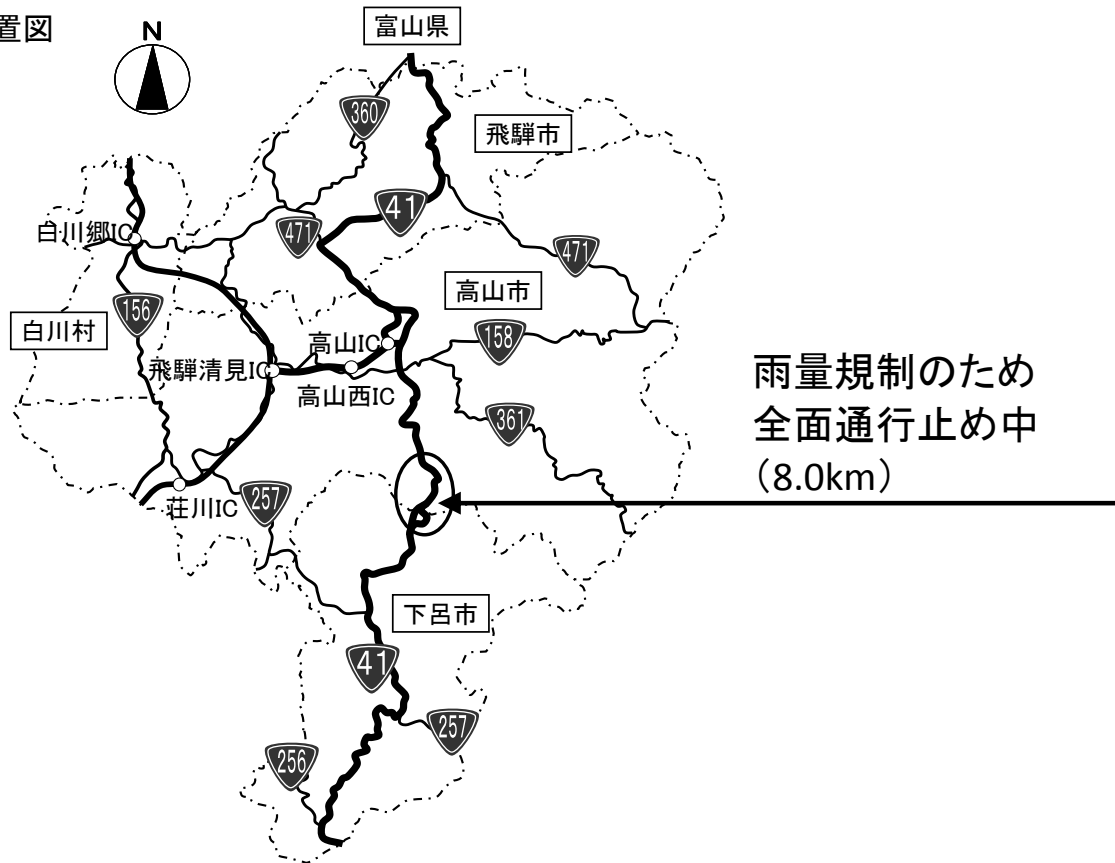 置図
N
富山県
360
飛騨市
41
471
白川郷IC
471
高山市
156
158
白川村
高山IC
飛騨清見IC
高山西IC
雨量規制のため
全面通行止め中
（8.0km）
361
257
荘川IC
下呂市
41
257
256